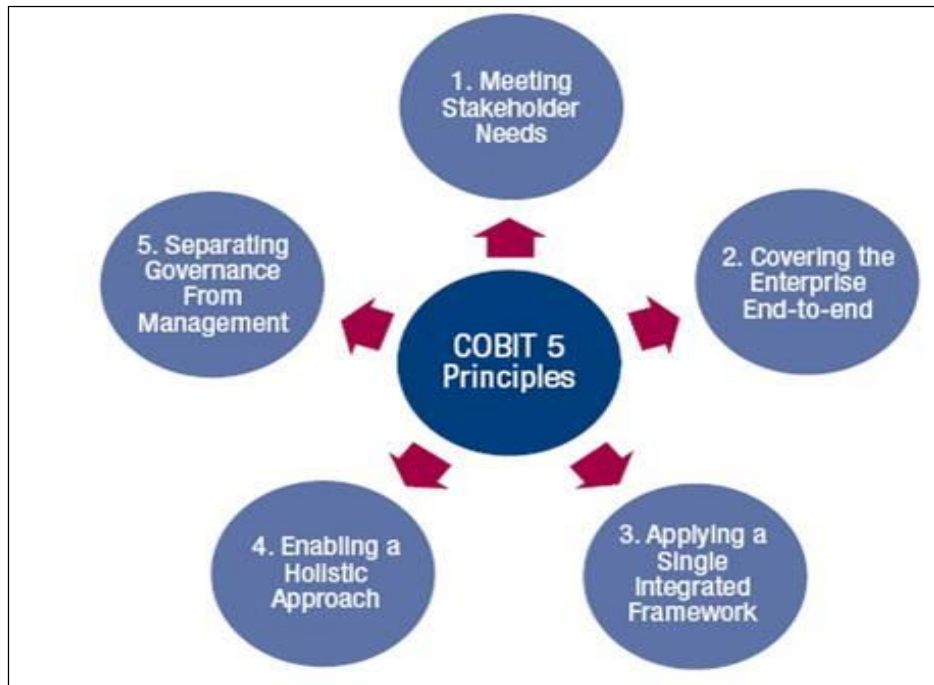 1. Meeting
Stakeholder
Needs
5. Separating
Governance
From
Management
2. Covering the
Enterprise
End-to-end
COBIT 5
Principles
4. Enabling a
Holistic
Approach
3. Applying a
Single
Integrated
Framework